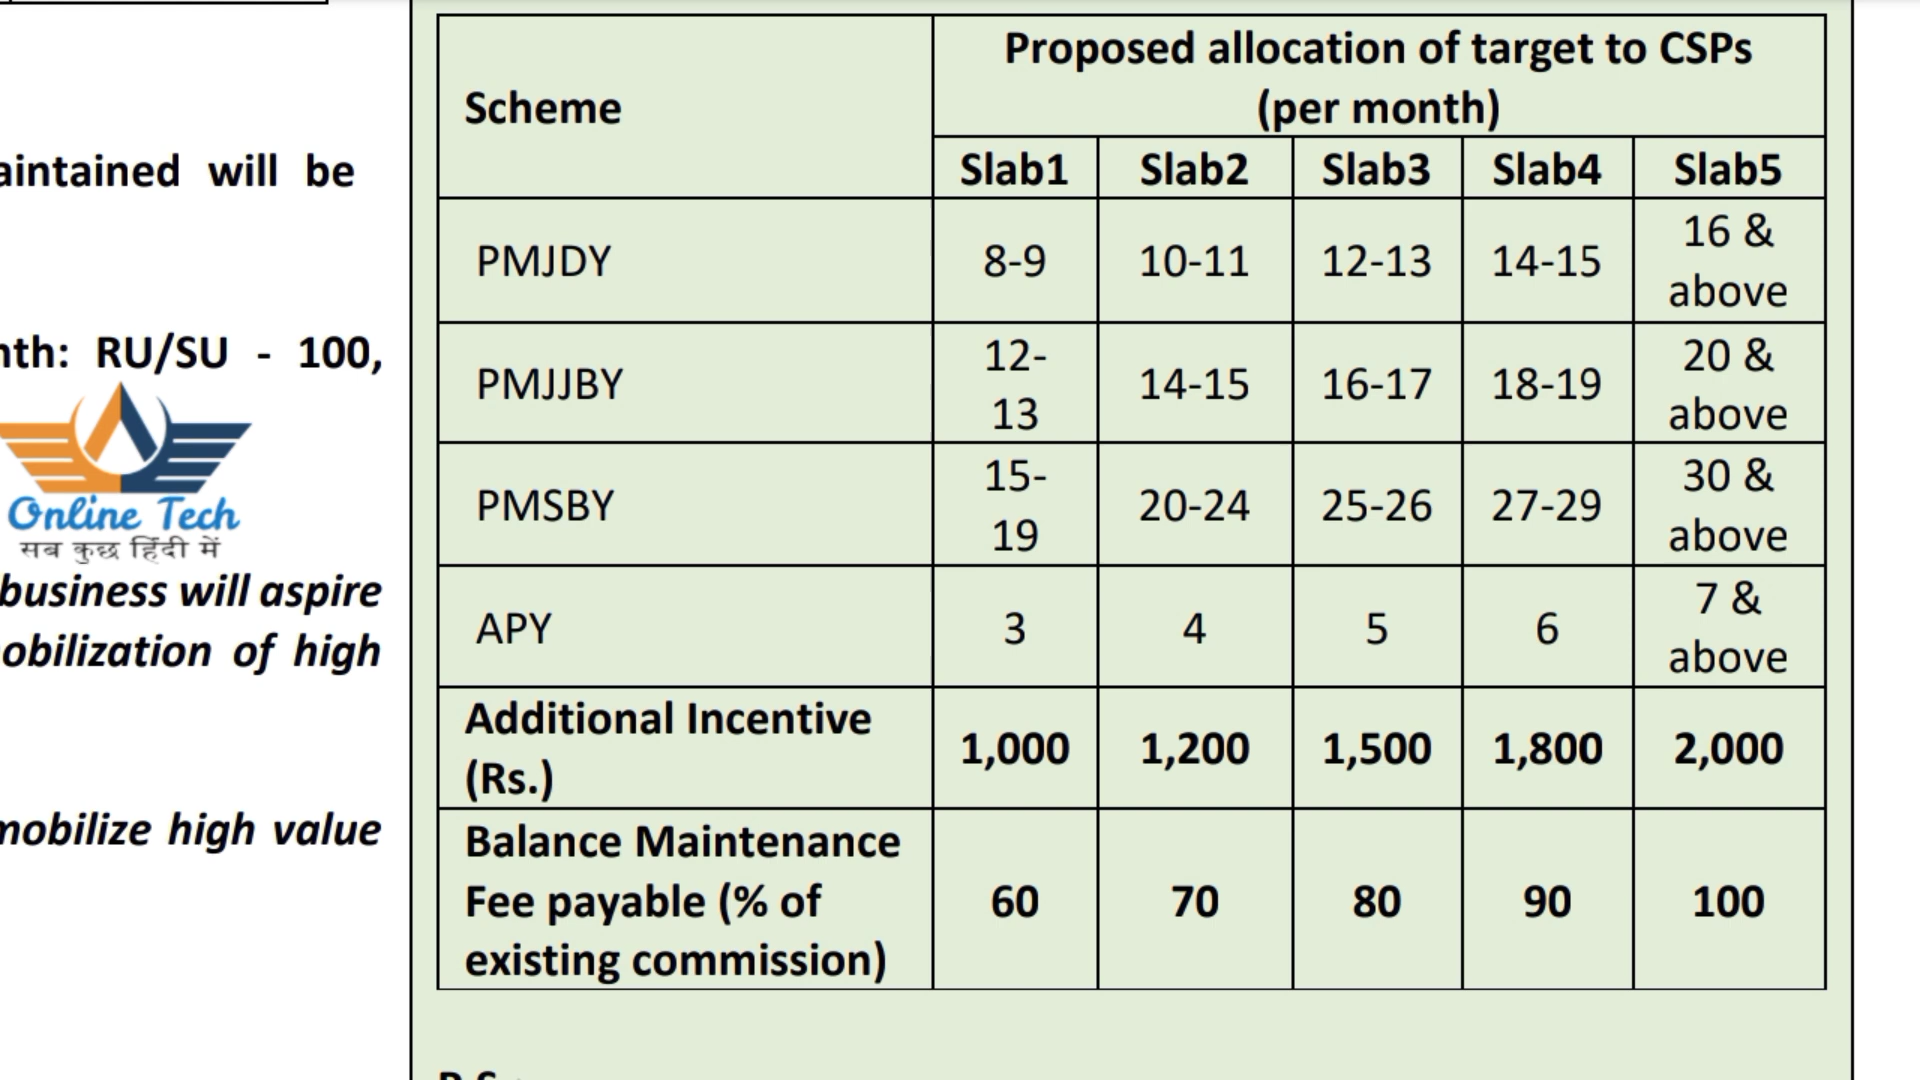 aintained will be
nth: RU/SU - 100,
Online Tech
सब कुछ हिंदी में
business will aspire
obilization of high
mobilize high value
Scheme
Proposed allocation of target to CSPs
(per month)
Slab1 Slab2 Slab3 Slab4 Slab5
PMJDY 8-9 10-11 12-13 14-15 16 &
above
PMJJBY 12-
13 14-15 16-17 18-19 20 &
above
PMSBY 15-
19 20-24 25-26 27-29 30 &
above
APY 3 4 5 6 7 &
above
Additional Incentive
(Rs.) 1,000 1,200 1,500 1,800 2,000
Balance Maintenance
Fee payable (% of
existing commission) 60 70 80 90 100